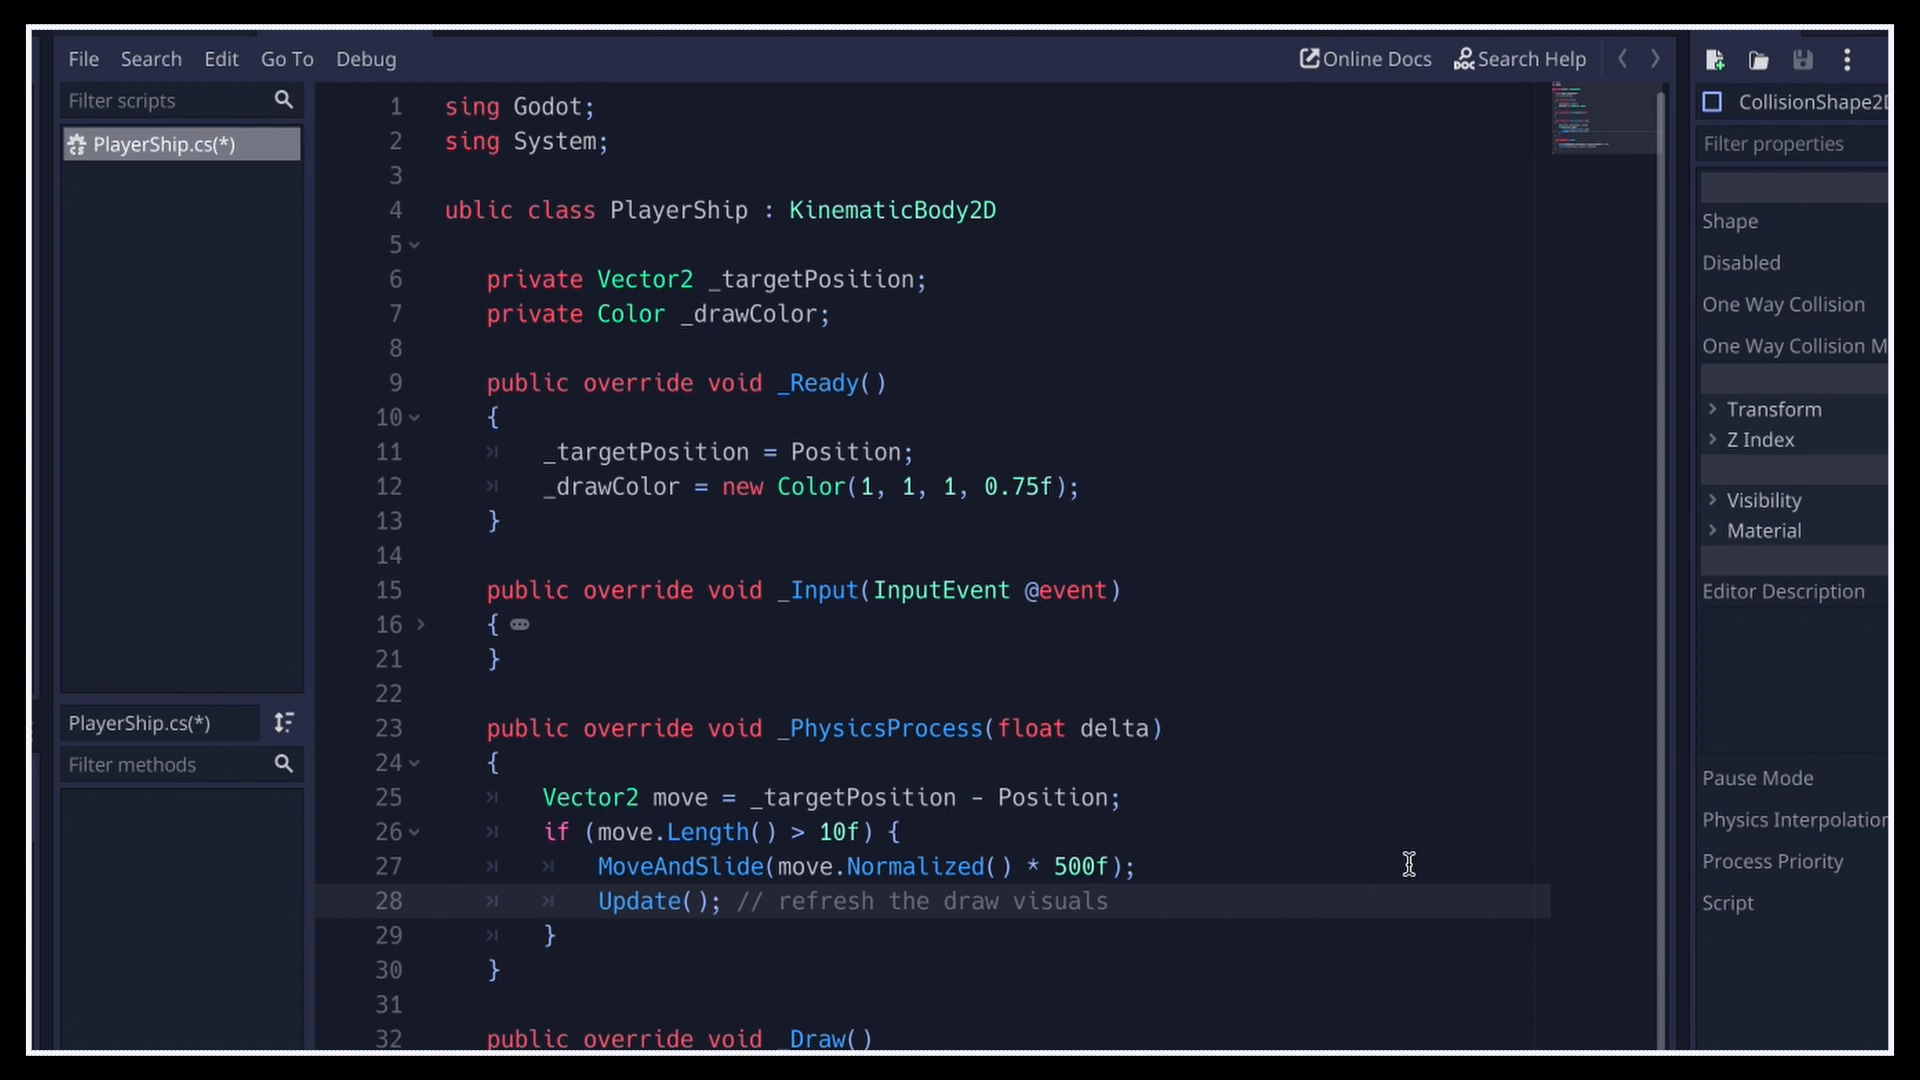 File Search Edit Go To Debug Online Docs Search Help
Filter scripts
PlayerShip.cs(*)
PlayerShip.cs(*)
Filter methods
1 sing Godot;
2 sing System;
3
4 ublic class PlayerShip : KinematicBody2D
5
6 private Vector2 _targetPosition;
7 private Color _drawColor;
8
9 public override void _Ready()
10 {
11 _targetPosition = Position;
12 _drawColor = new Color(1, 1, 1, 0.75f);
13 }
14
15 public override void _Input(InputEvent @event)
16 {
21 }
22
23 public override void _PhysicsProcess(float delta)
24 {
25 Vector2 move = _targetPosition - Position;
26 if (move.Length() > 10f) {
27 MoveAndSlide(move.Normalized() * 500f);
28 Update(); // refresh the draw visuals
29 }
30 }
31
32 public override void _Draw()
CollisionShape2D
Filter properties
Shape
Disabled
One Way Collision
One Way Collision M
Transform
Z Index
Visibility
Material
Editor Description
Pause Mode
Physics Interpolation
Process Priority
Script